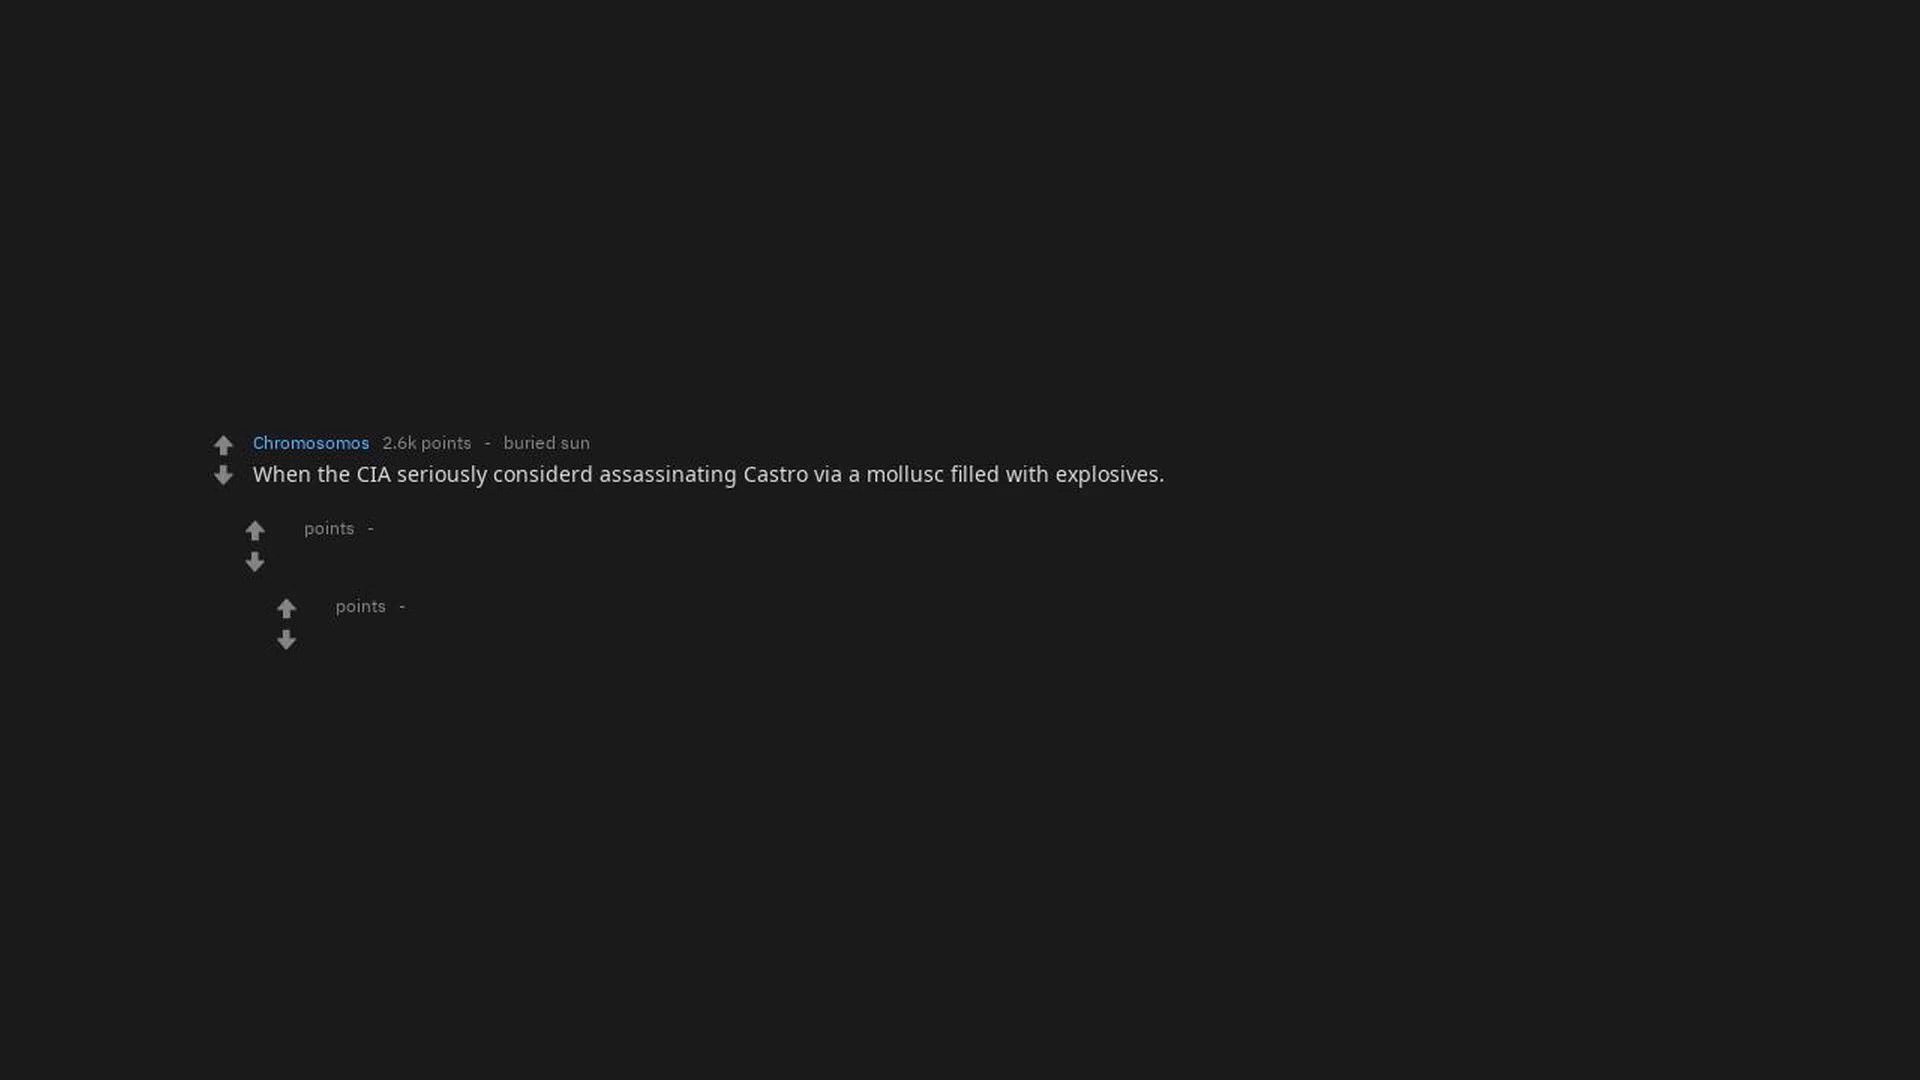 Chromosomos 2.6k points - buried sun
When the CIA seriously considerd assassinating Castro via a mollusc filled with explosives.
points -
points -